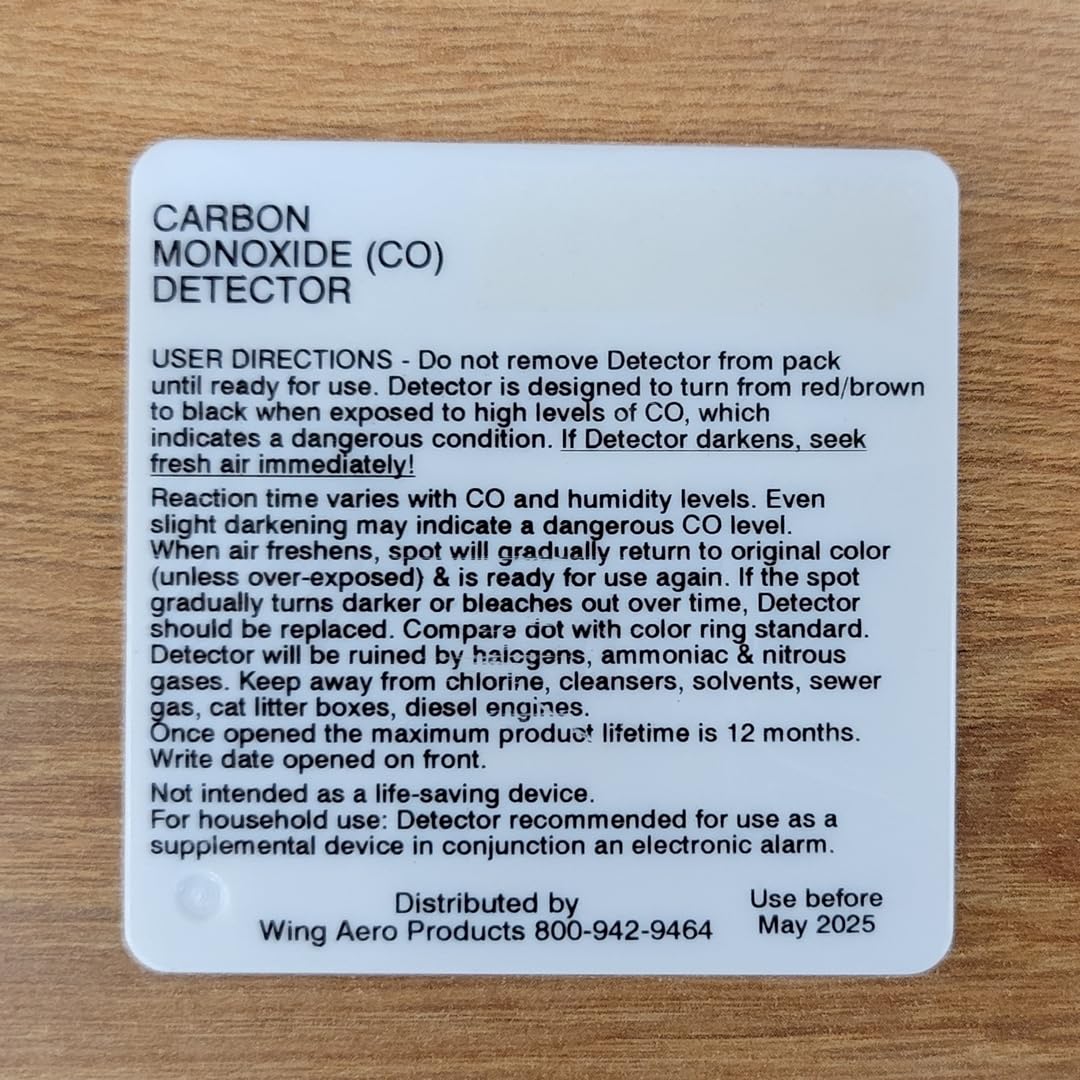 CARBON
MONOXIDE (CO)
DETECTOR
USER DIRECTIONS - Do not remove Detector from pack
until ready for use. Detector is designed to turn from red/brown
to black when exposed to high levels of CO, which
indicates a dangerous condition. If Detector darkens, seek
fresh air immediately!
Reaction time varies with CO and humidity levels. Even
slight darkening may indicate a dangerous CO level.
When air freshens, spot will gradually return to original color
(unless over-exposed) & is ready for use again. If the spot
gradually turns darker or bleaches out over time, Detector
should be replaced. Compare dot with color ring standard.
Detector will be ruined by halogens, ammoniac & nitrous
gases. Keep away from chlorine, cleansers, solvents, sewer
gas, cat litter boxes, diesel engines.
Once opened the maximum product lifetime is 12 months.
Write date opened on front.
Not intended as a life-saving device.
For household use: Detector recommended for use as a
supplemental device in conjunction an electronic alarm.
Distributed by
Wing Aero Products 800-942-9464
Use before
May 2025